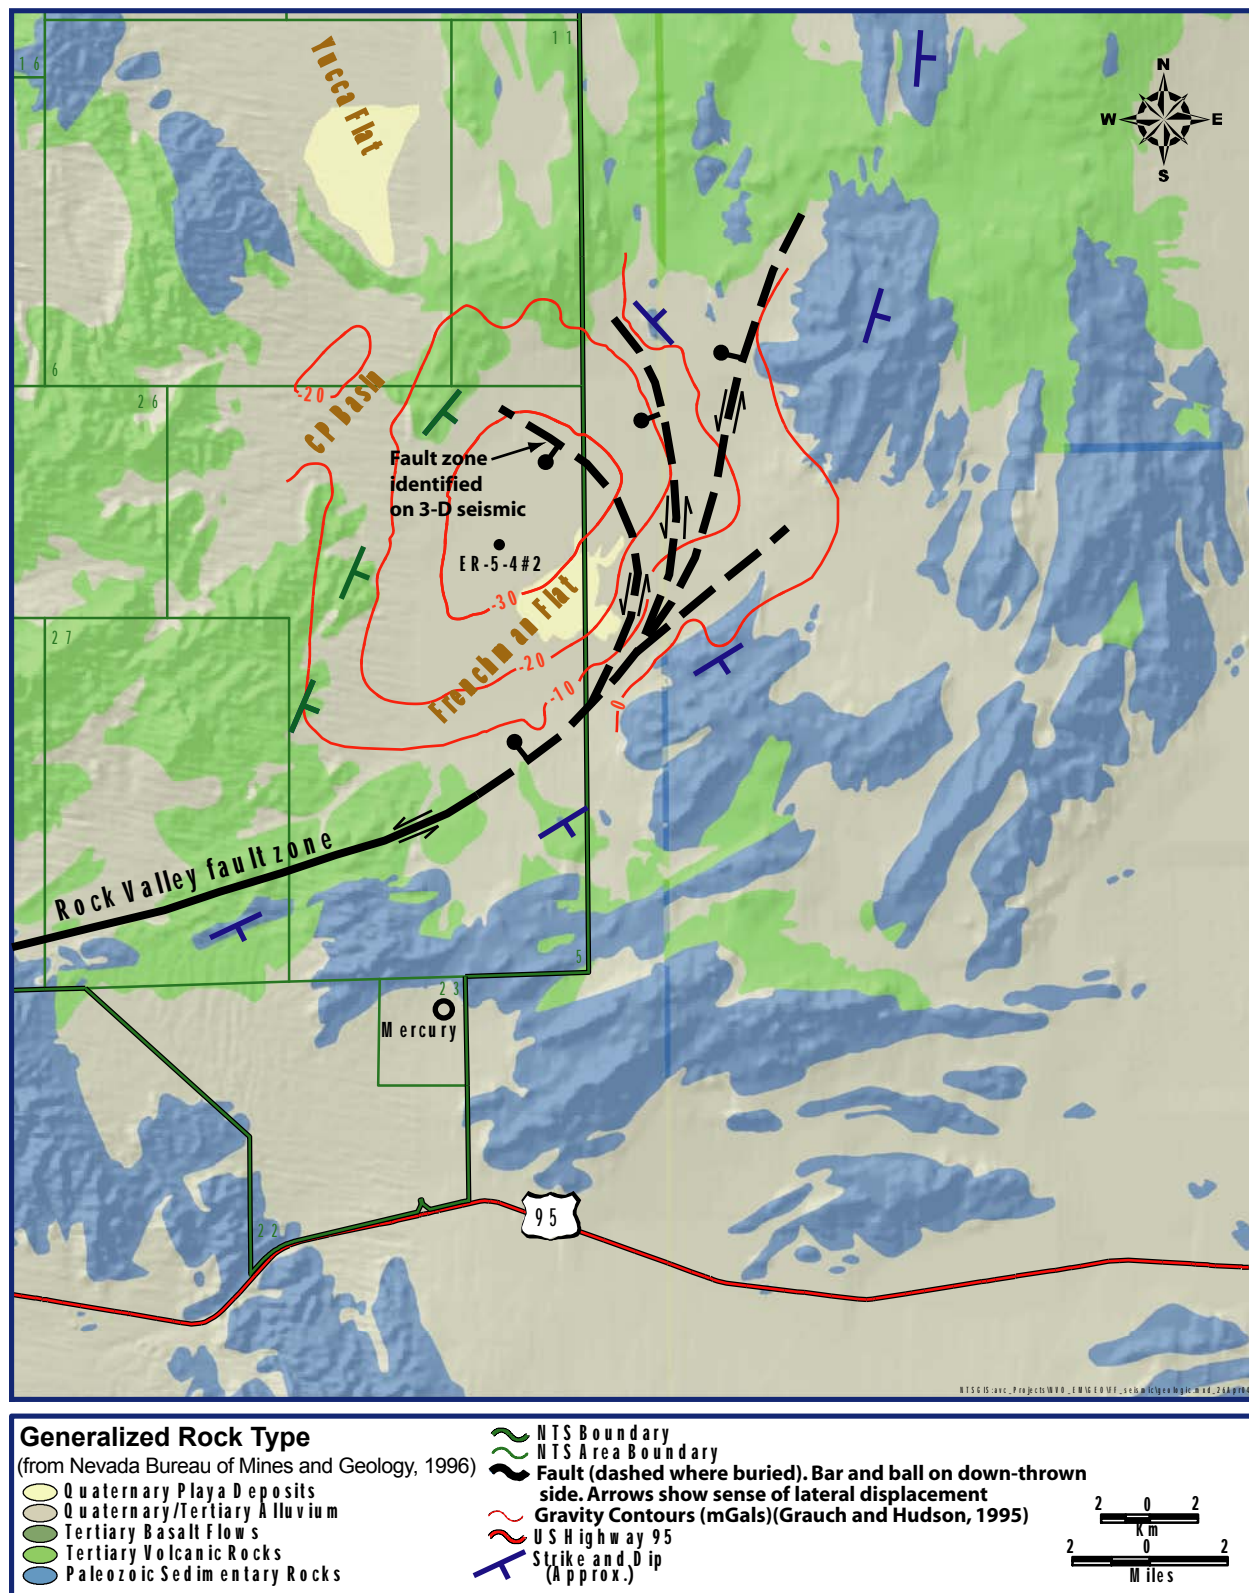 16
Yucca Flat
11
N
W
E
S
6
-20
26
CP Basin
Fault zone
identified
on 3-D seismic
ER-5-4#2
-30
Frenchman Flat
27
-20
-10
0
Rock Valley fault zone
5
23
Mercury
22
95
Generalized Rock Type
(from Nevada Bureau of Mines and Geology, 1996)
Quaternary Playa Deposits
Quaternary/Tertiary Alluvium
Tertiary Basalt Flows
Tertiary Volcanic Rocks
Paleozoic Sedimentary Rocks
NTS Boundary
NTS Area Boundary
Fault (dashed where buried). Bar and ball on down-thrown
side. Arrows show sense of lateral displacement
Gravity Contours (mGals)(Grauch and Hudson, 1995)
US Highway 95
Strike and Dip
(Approx.)
2 0 2
Km
2 0 2
Miles